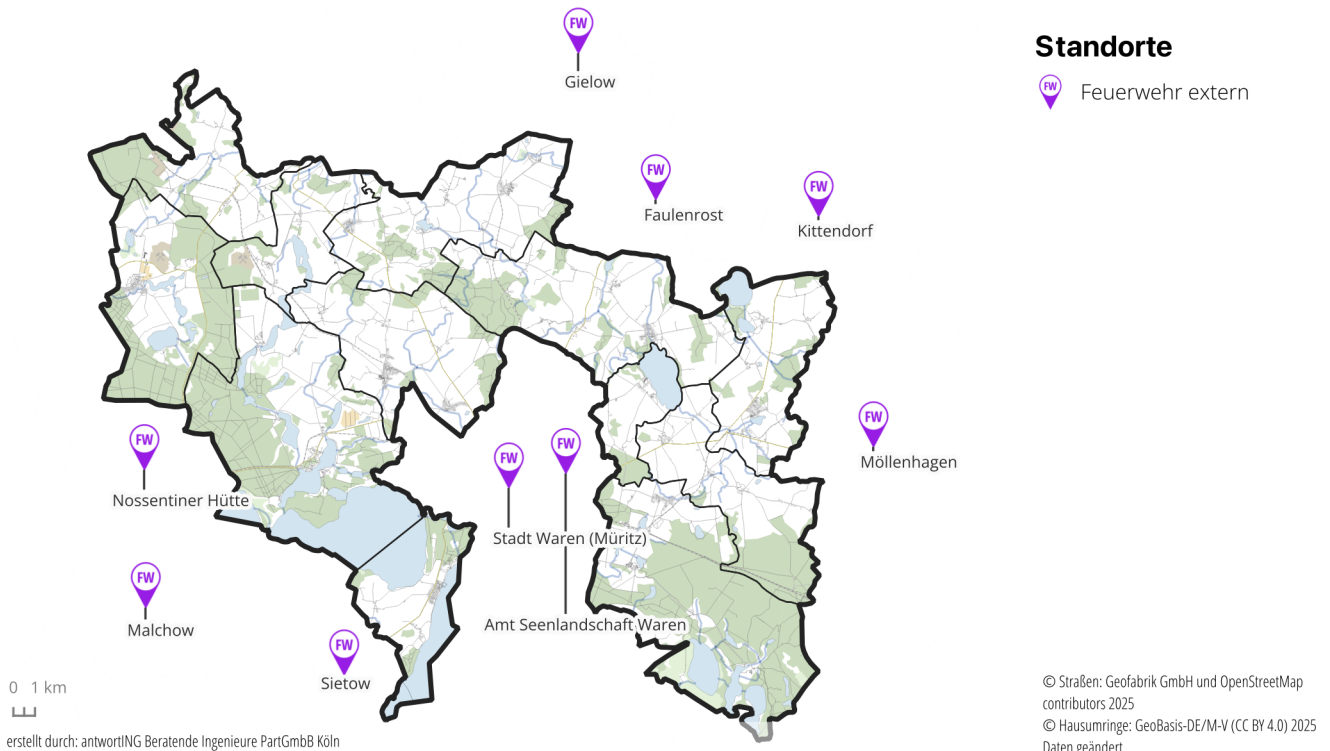 FW
Gielow
Standorte
FW
Feuerwehr extern
FW
Faulenrost
FW
Kittendorf
FW
Möllenhagen
FW
Nossentiner Hütte
FW
FW
Stadt Waren (Müritz)
Amt Seenlandschaft Waren
FW
Malchow
FW
Sietow
0 1 km
© Straßen: Geofabrik GmbH und OpenStreetMap
contributors 2025
© Hausumringe: GeoBasis-DE/M-V (CC BY 4.0) 2025
Daten geändert
erstellt durch: antwortING Beratende Ingenieure PartGmbB Köln